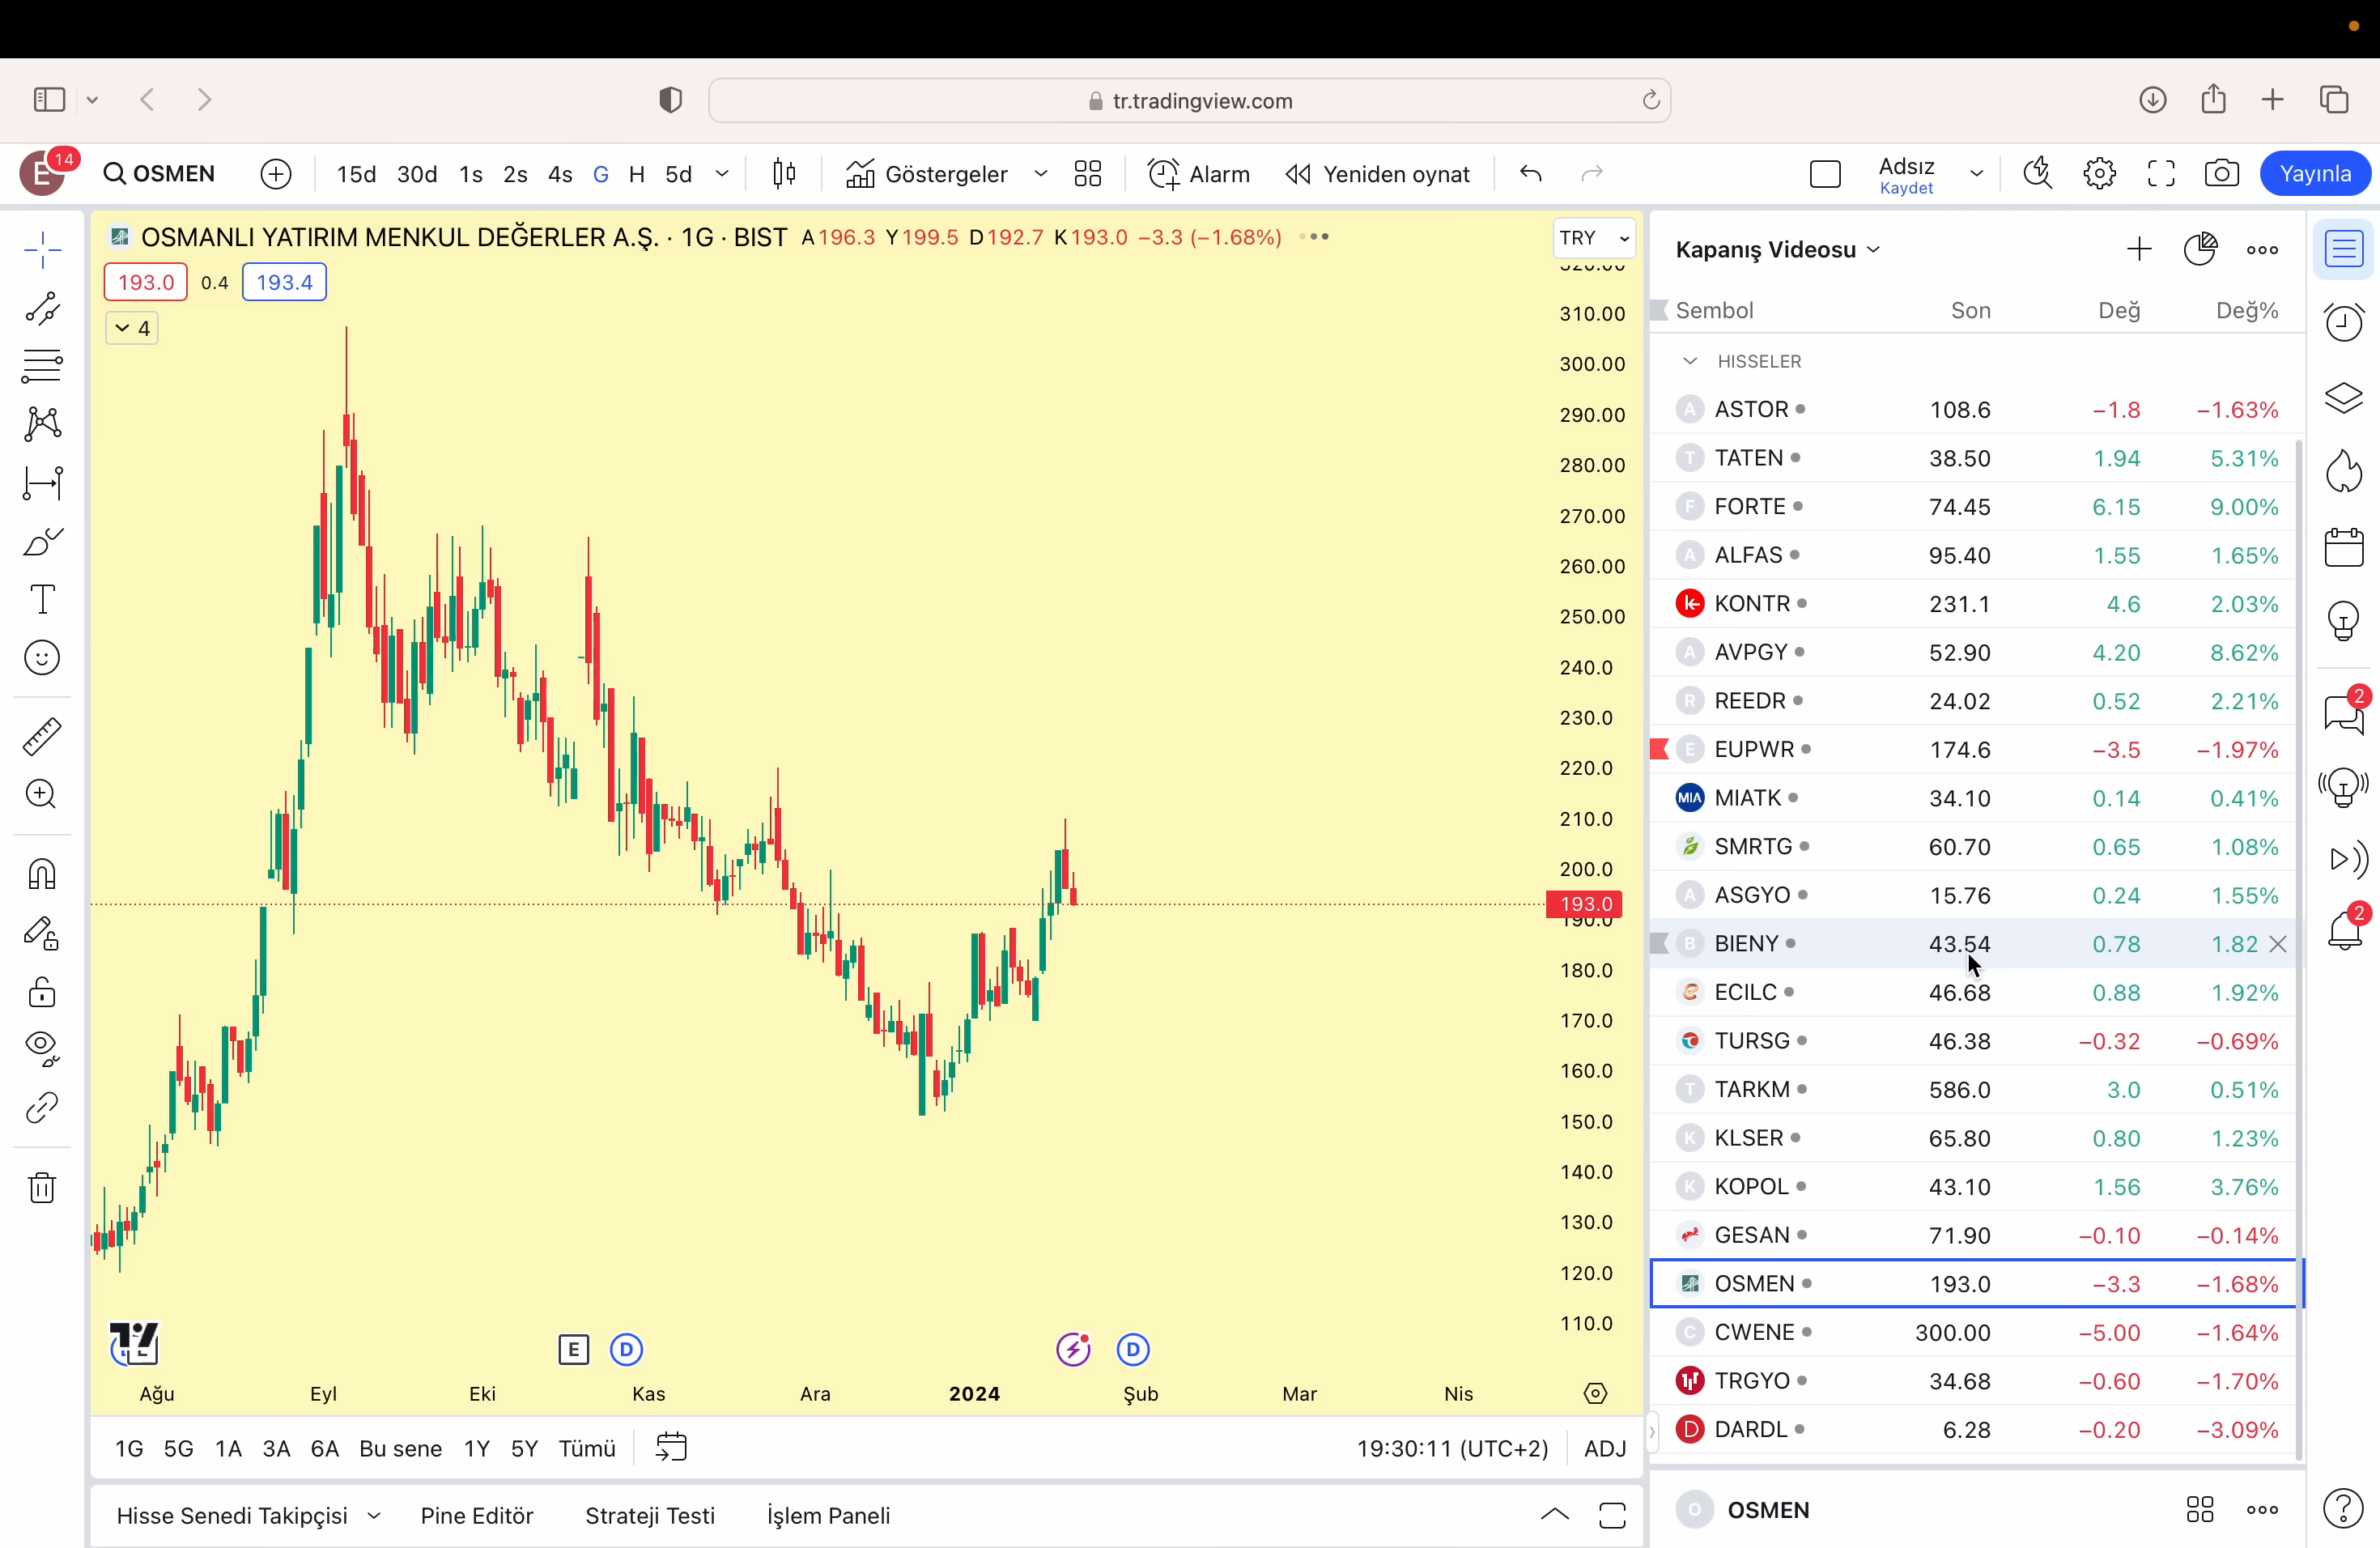 tr.tradingview.com
E 14 OSMEN 15d 30d 1s 2s 4s G H 5d Göstergeler Alarm Yeniden oynat Adsız Kaydet Yayınla
OSMANLI YATIRIM MENKUL DEĞERLER A.Ş. · 1G · BIST A196.3 Y199.5 D192.7 K193.0 −3.3 (−1.68%)
TRY
193.0 0.4 193.4
4
310.00
300.00
290.00
280.00
270.00
260.00
250.00
240.0
230.0
220.0
210.0
200.0
193.0
190.0
180.0
170.0
160.0
150.0
140.0
130.0
120.0
110.0
E D D
Ağu Eyl Eki Kas Ara 2024 Şub Mar Nis
1G 5G 1A 3A 6A Bu sene 1Y 5Y Tümü 19:30:11 (UTC+2) ADJ
Hisse Senedi Takipçisi Pine Editör Strateji Testi İşlem Paneli
Kapanış Videosu
Sembol Son Değ Değ%
HISSELER
A ASTOR 108.6 −1.8 −1.63%
T TATEN 38.50 1.94 5.31%
F FORTE 74.45 6.15 9.00%
A ALFAS 95.40 1.55 1.65%
KONTR 231.1 4.6 2.03%
A AVPGY 52.90 4.20 8.62%
R REEDR 24.02 0.52 2.21%
E EUPWR 174.6 −3.5 −1.97%
MIA MIATK 34.10 0.14 0.41%
SMRTG 60.70 0.65 1.08%
A ASGYO 15.76 0.24 1.55%
B BIENY 43.54 0.78 1.82
ECILC 46.68 0.88 1.92%
TURSG 46.38 −0.32 −0.69%
T TARKM 586.0 3.0 0.51%
K KLSER 65.80 0.80 1.23%
K KOPOL 43.10 1.56 3.76%
GESAN 71.90 −0.10 −0.14%
OSMEN 193.0 −3.3 −1.68%
C CWENE 300.00 −5.00 −1.64%
TRGYO 34.68 −0.60 −1.70%
D DARDL 6.28 −0.20 −3.09%
O OSMEN
2
2